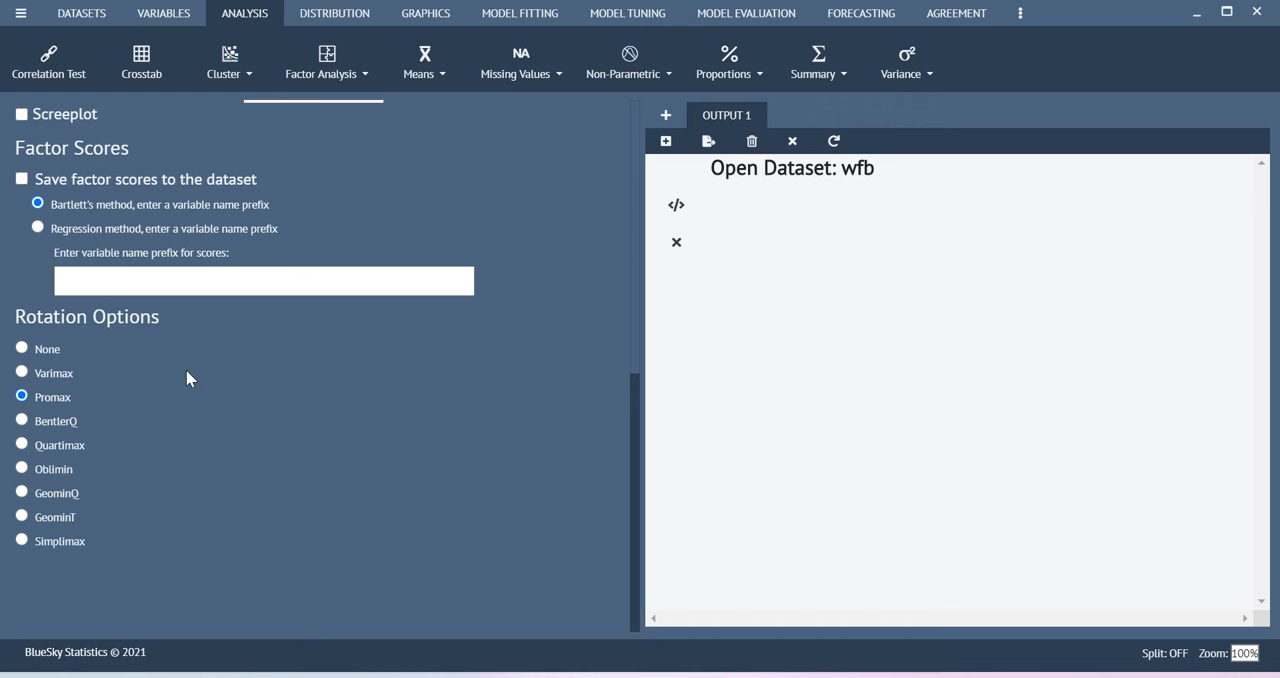 DATASETS VARIABLES ANALYSIS DISTRIBUTION GRAPHICS MODEL FITTING MODEL TUNING MODEL EVALUATION FORECASTING AGREEMENT
NA
σ²
Correlation Test Crosstab Cluster Factor Analysis Means Missing Values Non-Parametric Proportions Summary Variance
Screeplot
Factor Scores
Save factor scores to the dataset
Bartlett's method, enter a variable name prefix
Regression method, enter a variable name prefix
Enter variable name prefix for scores:
Rotation Options
None
Varimax
Promax
BentlerQ
Quartimax
Oblimin
GeominQ
GeominT
Simplimax
OUTPUT 1
Open Dataset: wfb
BlueSky Statistics © 2021
Split: OFF Zoom: 100%